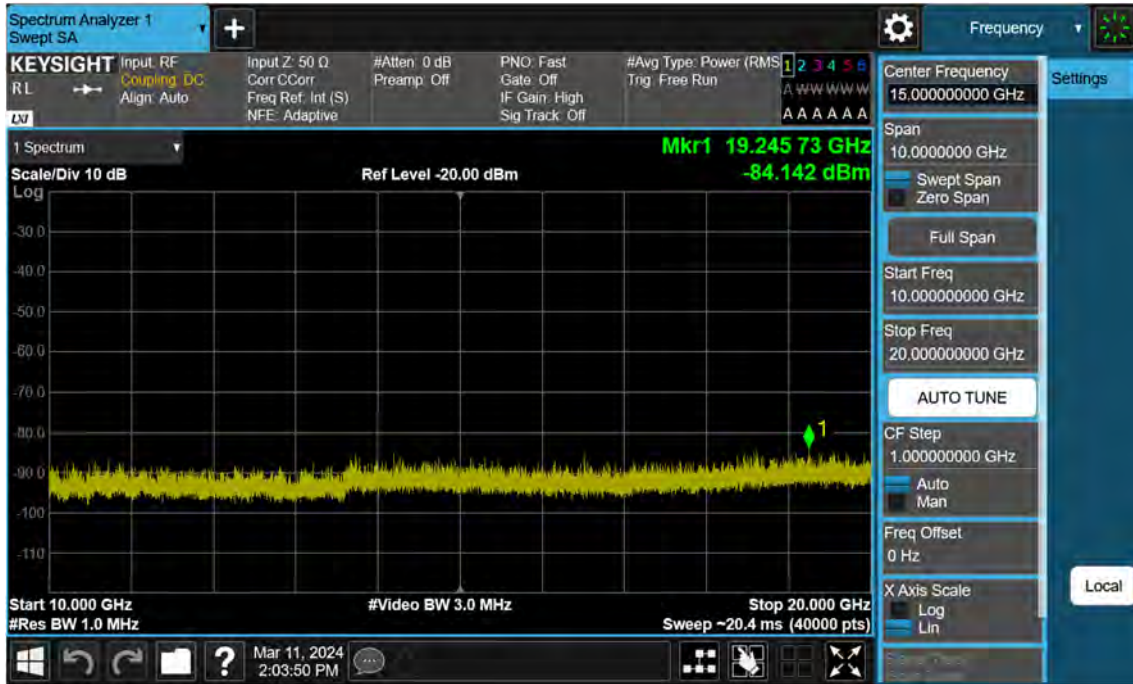 Spectrum Analyzer 1
Swept SA
Frequency
KEYSIGHT
RL
LXI
Input: RF
Coupling: DC
Align: Auto
Input Z: 50 Ω
Corr CCorr
Freq Ref: Int (S)
NFE: Adaptive
#Atten: 0 dB
Preamp: Off
PNO: Fast
Gate: Off
IF Gain: High
Sig Track: Off
#Avg Type: Power (RMS
Trig: Free Run
1 2 3 4 5 6
A W W W W W
A A A A A A
Center Frequency
15.000000000 GHz
Settings
1 Spectrum
Mkr1 19.245 73 GHz
Scale/Div 10 dB
Ref Level -20.00 dBm
-84.142 dBm
Log
-30.0
-40.0
-50.0
-60.0
-70.0
-80.0
-90.0
-100
-110
1
Span
10.0000000 GHz
Swept Span
Zero Span
Full Span
Start Freq
10.000000000 GHz
Stop Freq
20.000000000 GHz
AUTO TUNE
CF Step
1.000000000 GHz
Auto
Man
Freq Offset
0 Hz
X Axis Scale
Log
Lin
Local
Start 10.000 GHz
#Video BW 3.0 MHz
Stop 20.000 GHz
#Res BW 1.0 MHz
Sweep ~20.4 ms (40000 pts)
?
Mar 11, 2024
2:03:50 PM